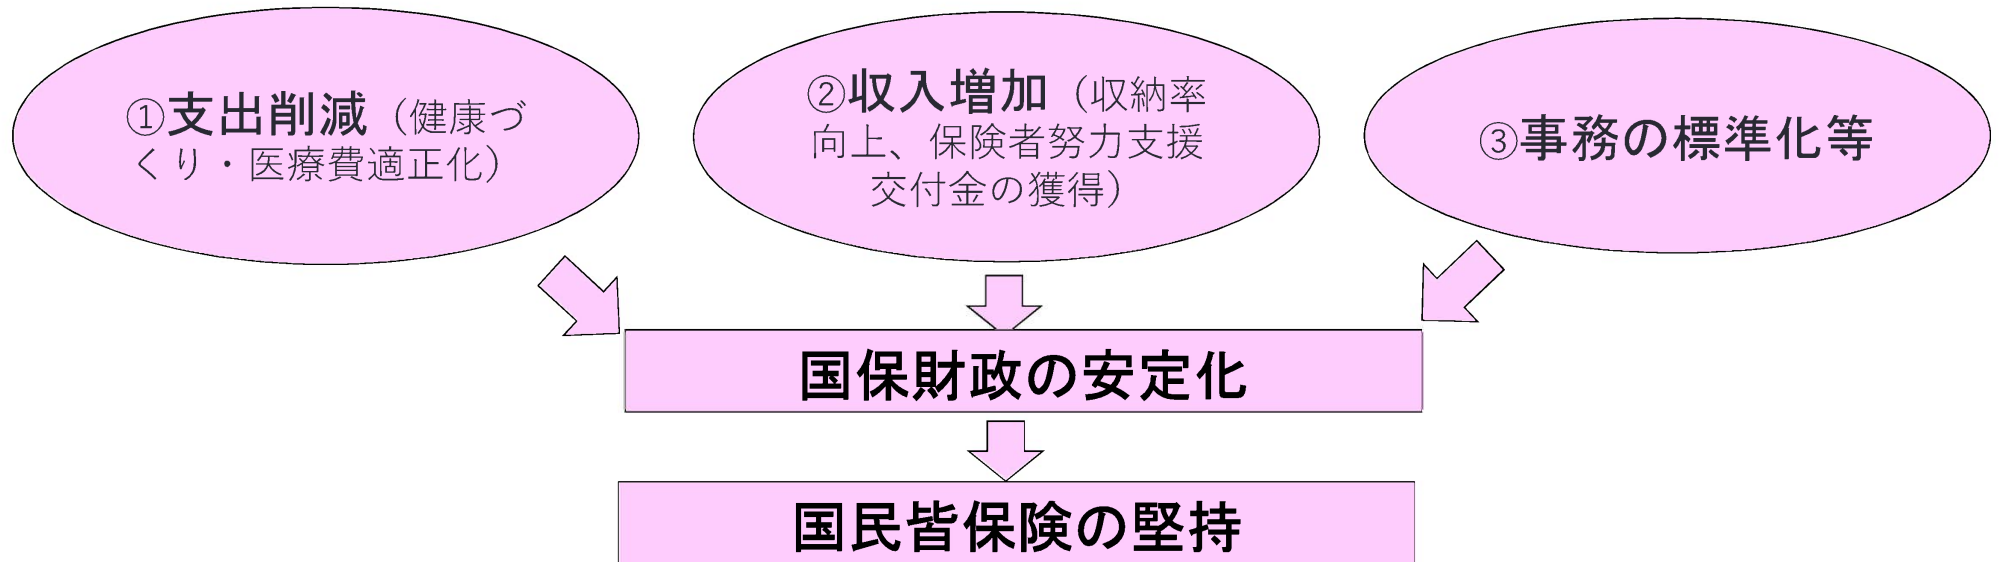 ①支出削減（健康づ
くり・医療費適正化）
②収入増加（収納率
向上、保険者努力支援
交付金の獲得）
③事務の標準化等
国保財政の安定化
国民皆保険の堅持